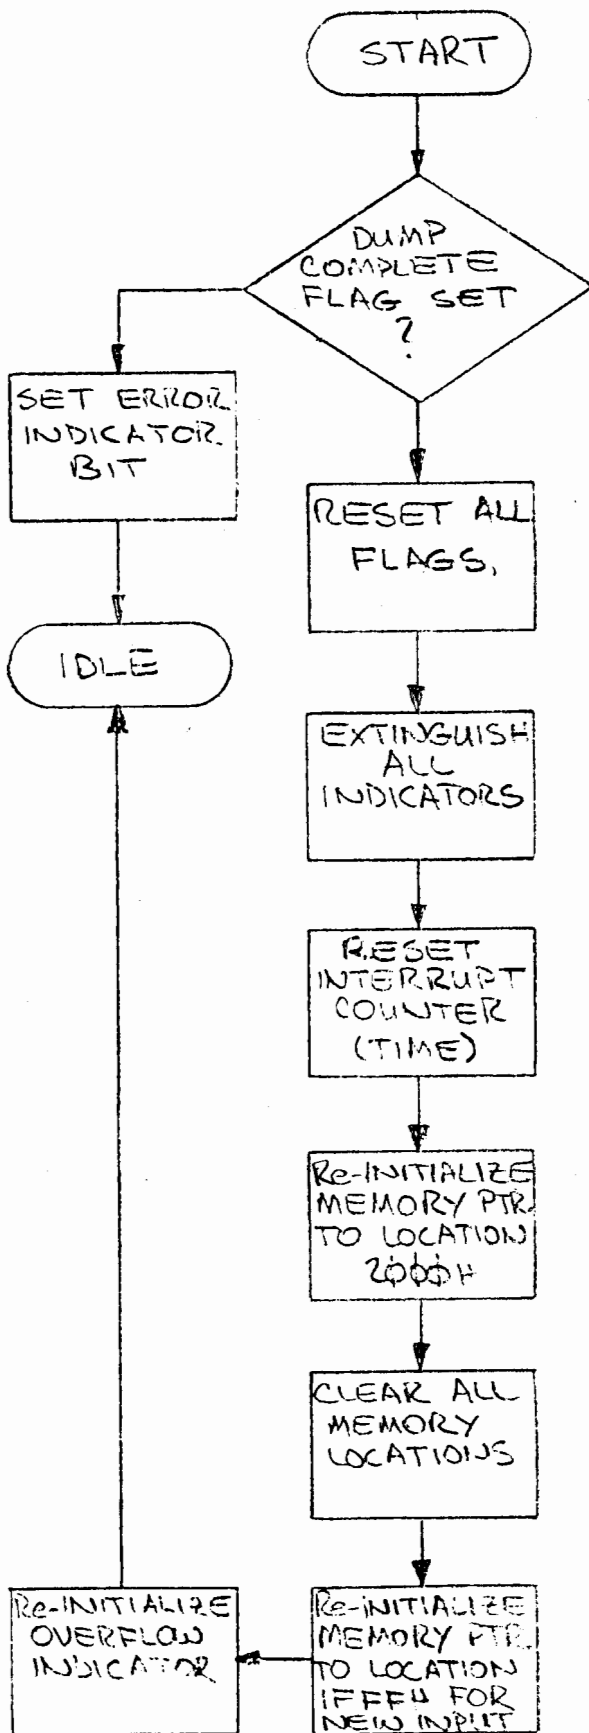 START
DUMP
COMPLETE
FLAG SET
?
SET ERROR
INDICATOR
BIT
IDLE
RESET ALL
FLAGS.
EXTINGUISH
ALL
INDICATORS
RESET
INTERRUPT
COUNTER
(TIME)
Re-INITIALIZE
MEMORY PTR.
TO LOCATION
2000H
CLEAR ALL
MEMORY
LOCATIONS
Re-INITIALIZE
MEMORY PTR.
TO LOCATION
1FFFH FOR
NEW INPUT
Re-INITIALIZE
OVERFLOW
INDICATOR